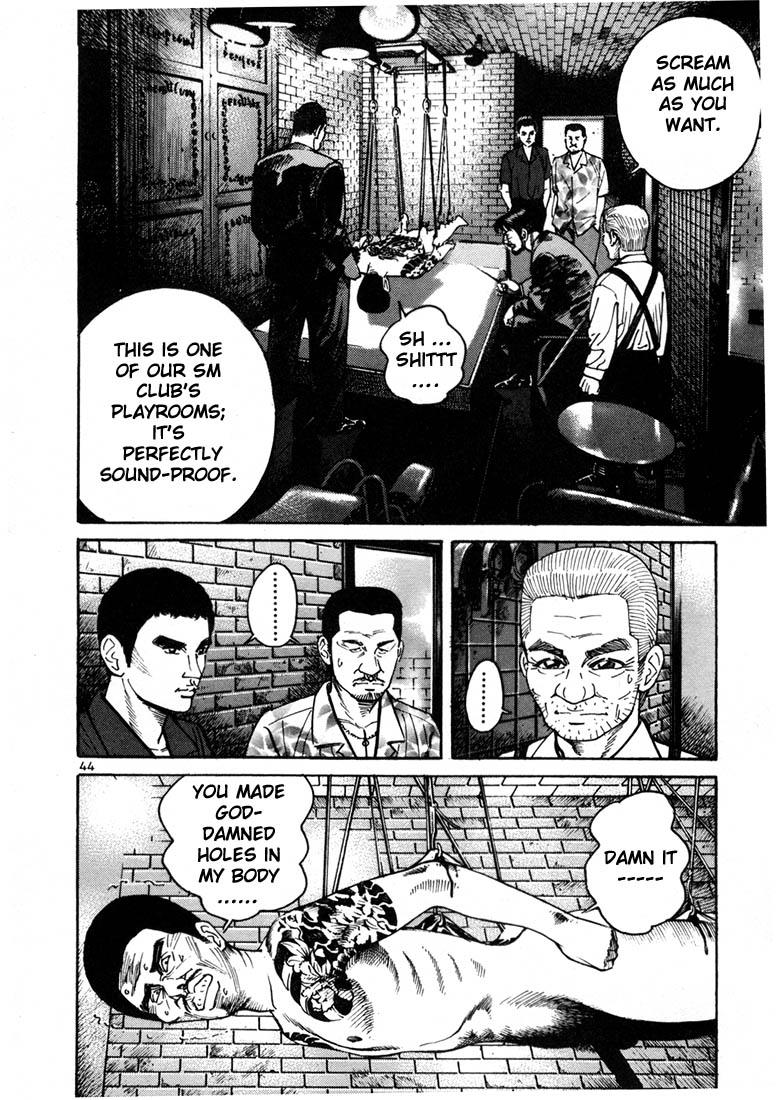 SCREAM
AS MUCH
AS YOU
WANT.
THIS IS ONE
OF OUR SM
CLUB'S
PLAYROOMS;
IT'S
PERFECTLY
SOUND-PROOF.
SH ...
SHITTT
....
........
........
44
YOU MADE
GOD-
DAMNED
HOLES IN
MY BODY
......
DAMN IT
-----